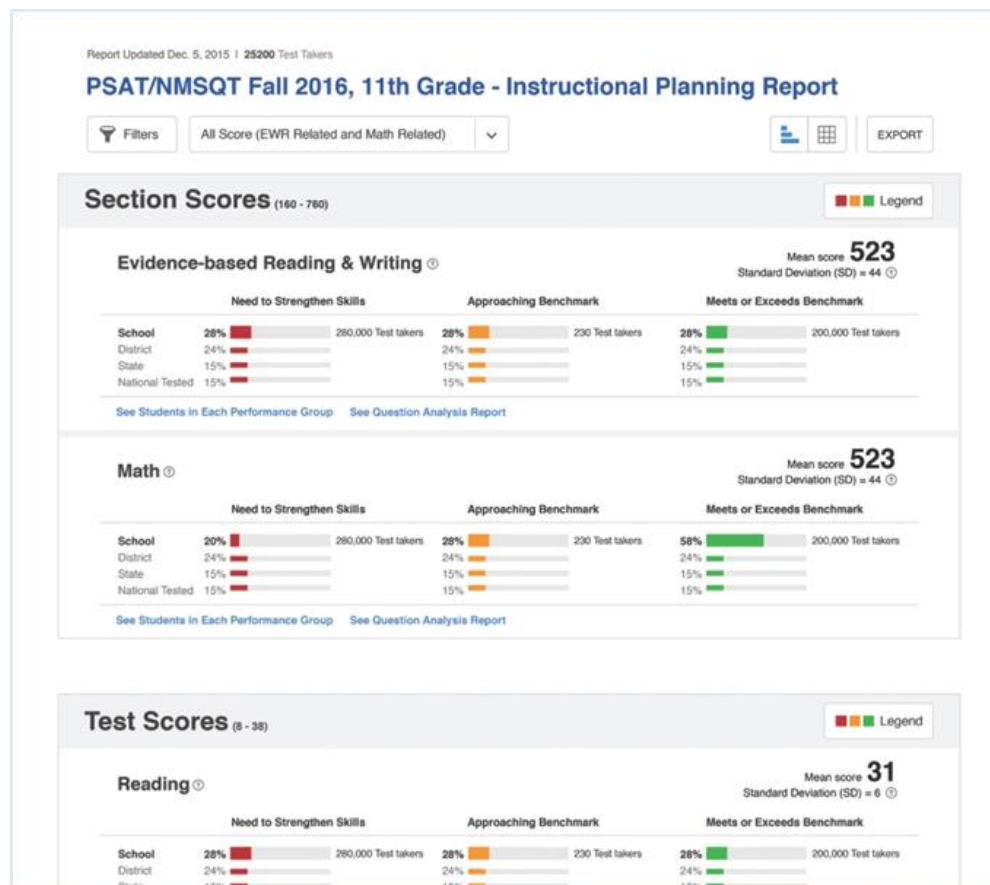 Report Updated Dec. 5, 2015 | 25200 Test Takers
PSAT/NMSQT Fall 2016, 11th Grade - Instructional Planning Report
Filters All Score (EWR Related and Math Related) EXPORT
Section Scores (160 - 760) Legend
Evidence-based Reading & Writing Mean score 523
Standard Deviation (SD) = 44
Need to Strengthen Skills Approaching Benchmark Meets or Exceeds Benchmark
School 28% 280,000 Test takers 28% 230 Test takers 28% 200,000 Test takers
District 24% 24% 24%
State 15% 15% 15%
National Tested 15% 15% 15%
See Students in Each Performance Group See Question Analysis Report
Math Mean score 523
Standard Deviation (SD) = 44
Need to Strengthen Skills Approaching Benchmark Meets or Exceeds Benchmark
School 20% 280,000 Test takers 28% 230 Test takers 58% 200,000 Test takers
District 24% 24% 24%
State 15% 15% 15%
National Tested 15% 15% 15%
See Students in Each Performance Group See Question Analysis Report
Test Scores (8 - 38) Legend
Reading Mean score 31
Standard Deviation (SD) = 6
Need to Strengthen Skills Approaching Benchmark Meets or Exceeds Benchmark
School 28% 280,000 Test takers 28% 230 Test takers 28% 200,000 Test takers
District 24% 24% 24%